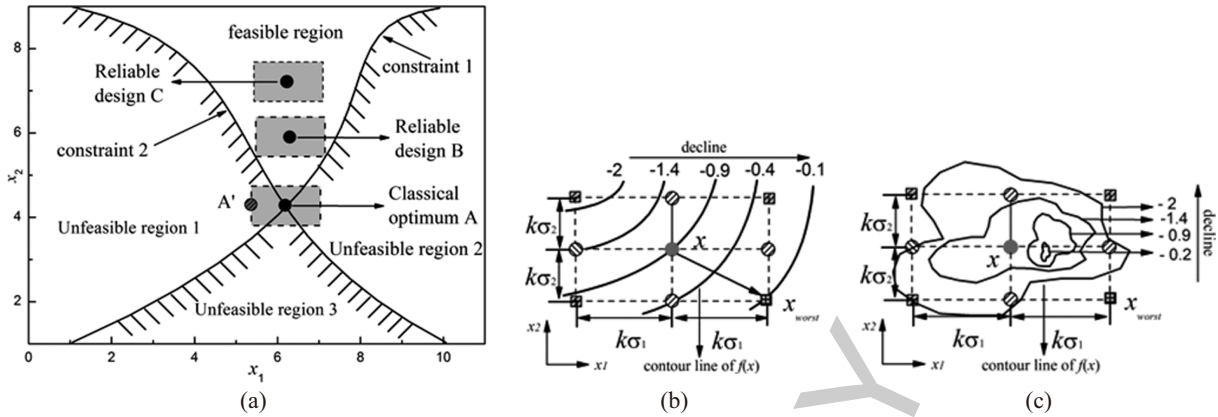 (a)
feasible region
constraint 1
Reliable
design C
constraint 2
Reliable
design B
A'
Classical
optimum A
Unfeasible region 1
Unfeasible region 2
Unfeasible region 3
8
6
4
2
x2
0 2 4 6 8 10
x1
(a)
decline
-2 -1.4 -0.9 -0.4 -0.1
kσ2
kσ2
x
x worst
kσ1 kσ1
x2
x1
contour line of f(x)
(b)
- 2
-1.4
- 0.9
- 0.2
decline
kσ2
kσ2
x
x worst
kσ1 kσ1
x2
x1
contour line of f(x)
(c)